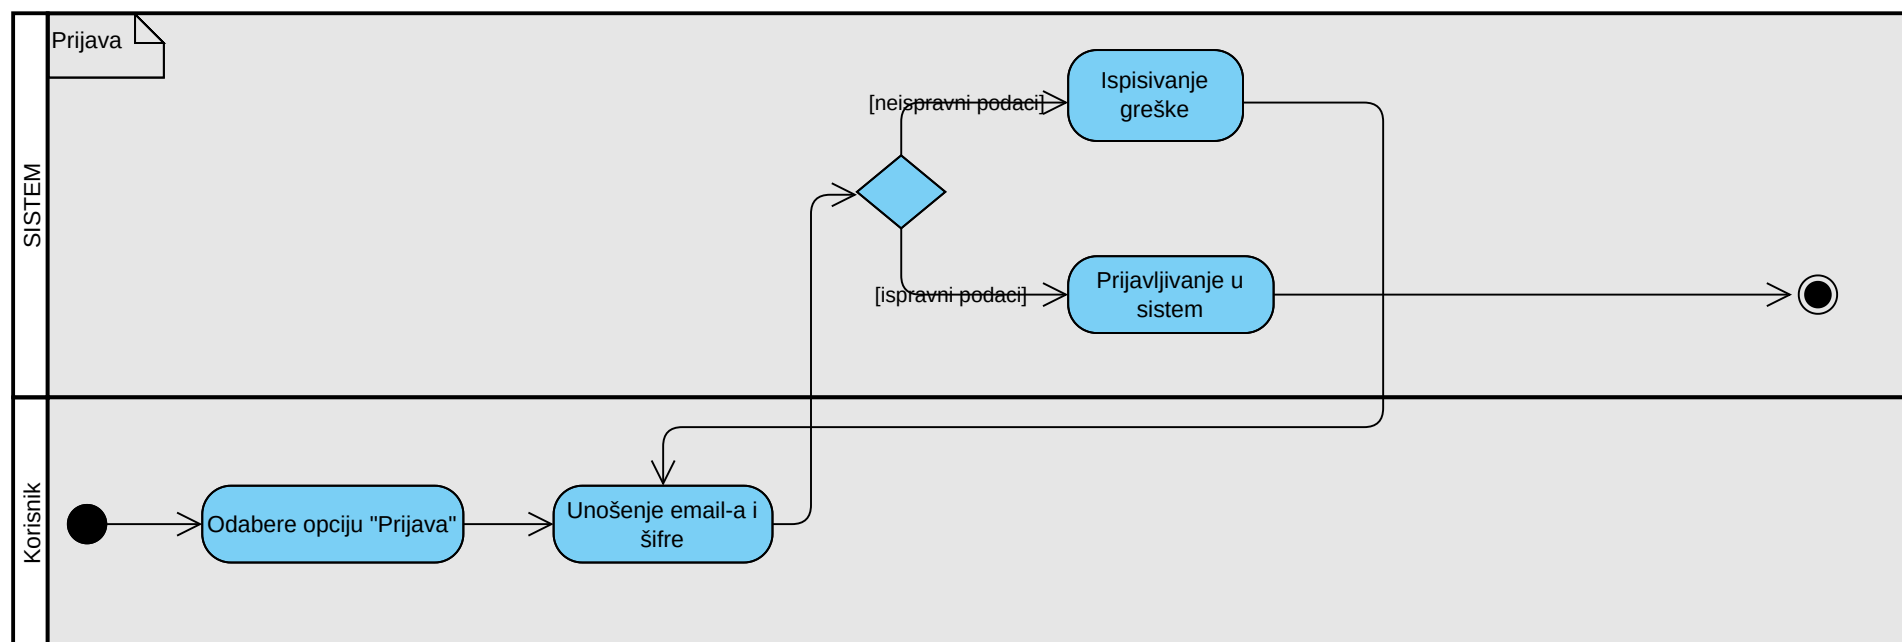 Prijava
SISTEM
[neispravni podaci]
Ispisivanje
greške
[ispravni podaci]
Prijavljivanje u
sistem
Korisnik
Odabere opciju "Prijava"
Unošenje email-a i
šifre